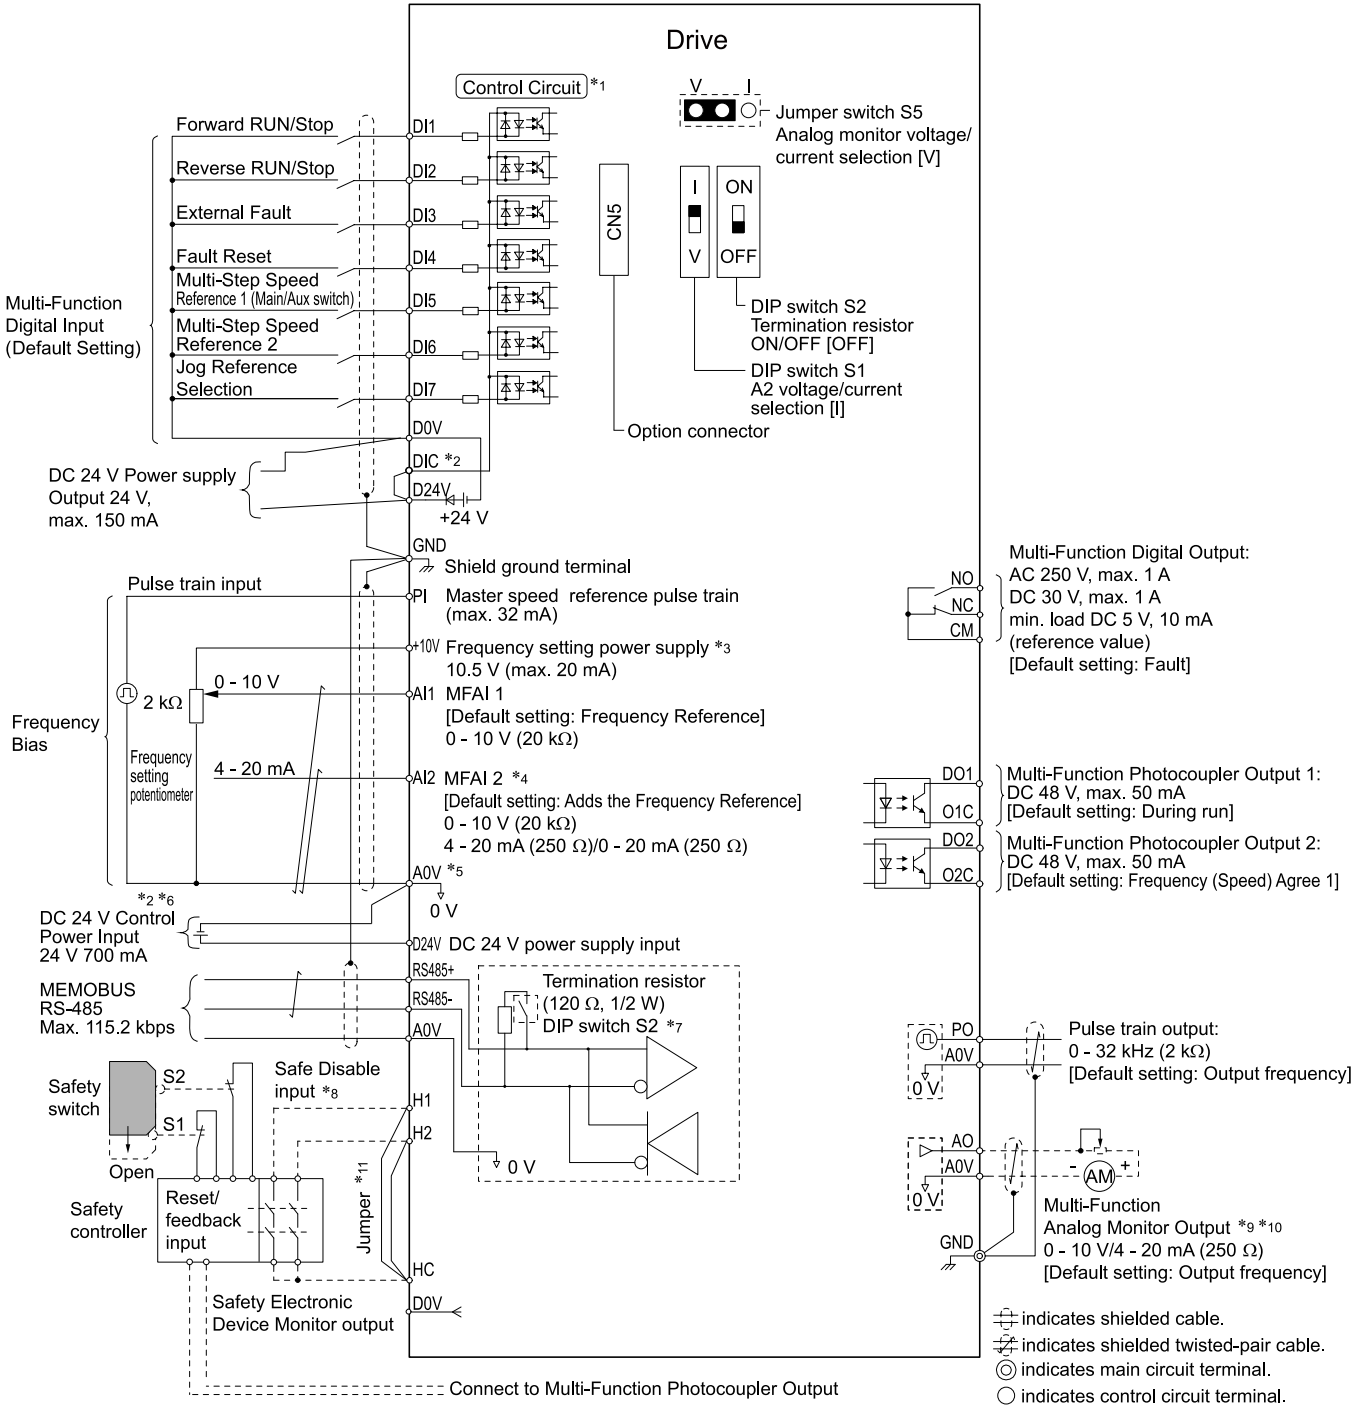 Drive
Control Circuit *1
V I
Jumper switch S5
Analog monitor voltage/
current selection [V]
Forward RUN/Stop
DI1
Reverse RUN/Stop
DI2
External Fault
DI3
Fault Reset
DI4
Multi-Step Speed
Reference 1 (Main/Aux switch)
DI5
Multi-Step Speed
Reference 2
DI6
Jog Reference
Selection
DI7
Multi-Function
Digital Input
(Default Setting)
CN5
I
V
ON
OFF
DIP switch S2
Termination resistor
ON/OFF [OFF]
DIP switch S1
A2 voltage/current
selection [I]
Option connector
D0V
DIC *2
D24V
+24 V
DC 24 V Power supply
Output 24 V,
max. 150 mA
GND
Shield ground terminal
Pulse train input
PI Master speed reference pulse train
(max. 32 mA)
+10V Frequency setting power supply *3
10.5 V (max. 20 mA)
0 - 10 V
2 kΩ
AI1 MFAI 1
[Default setting: Frequency Reference]
0 - 10 V (20 kΩ)
Frequency
Bias
Frequency
setting
potentiometer
4 - 20 mA
AI2 MFAI 2 *4
[Default setting: Adds the Frequency Reference]
0 - 10 V (20 kΩ)
4 - 20 mA (250 Ω)/0 - 20 mA (250 Ω)
A0V *5
0 V
*2 *6
DC 24 V Control
Power Input
24 V 700 mA
D24V DC 24 V power supply input
MEMOBUS
RS-485
Max. 115.2 kbps
RS485+
RS485-
A0V
Termination resistor
(120 Ω, 1/2 W)
DIP switch S2 *7
0 V
Safety
switch
S2
S1
Open
Safe Disable
input *8
H1
H2
Jumper *11
Safety
controller
Reset/
feedback
input
HC
Safety Electronic
Device Monitor output
D0V
Connect to Multi-Function Photocoupler Output
NO
NC
CM
Multi-Function Digital Output:
AC 250 V, max. 1 A
DC 30 V, max. 1 A
min. load DC 5 V, 10 mA
(reference value)
[Default setting: Fault]
DO1
O1C
Multi-Function Photocoupler Output 1:
DC 48 V, max. 50 mA
[Default setting: During run]
DO2
O2C
Multi-Function Photocoupler Output 2:
DC 48 V, max. 50 mA
[Default setting: Frequency (Speed) Agree 1]
PO
A0V
0 V
Pulse train output:
0 - 32 kHz (2 kΩ)
[Default setting: Output frequency]
AO
A0V
0 V
- +
AM
GND
Multi-Function
Analog Monitor Output *9 *10
0 - 10 V/4 - 20 mA (250 Ω)
[Default setting: Output frequency]
indicates shielded cable.
indicates shielded twisted-pair cable.
indicates main circuit terminal.
indicates control circuit terminal.